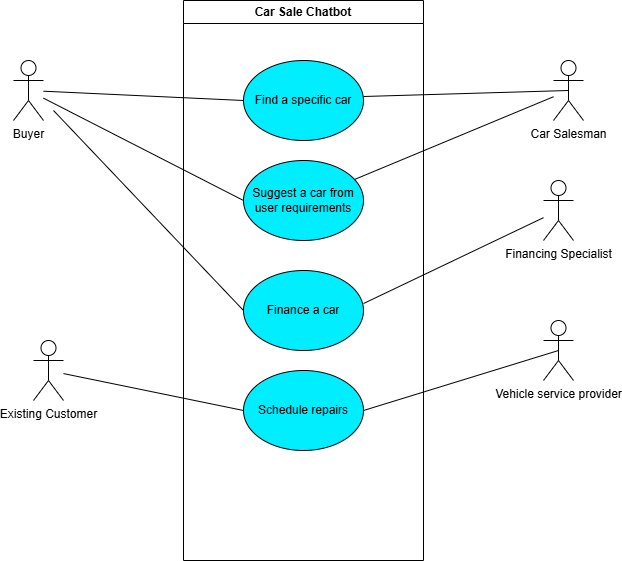 Car Sale Chatbot
Find a specific car
Buyer
Car Salesman
Suggest a car from
user requirements
Financing Specialist
Finance a car
Existing Customer
Schedule repairs
Vehicle service provider